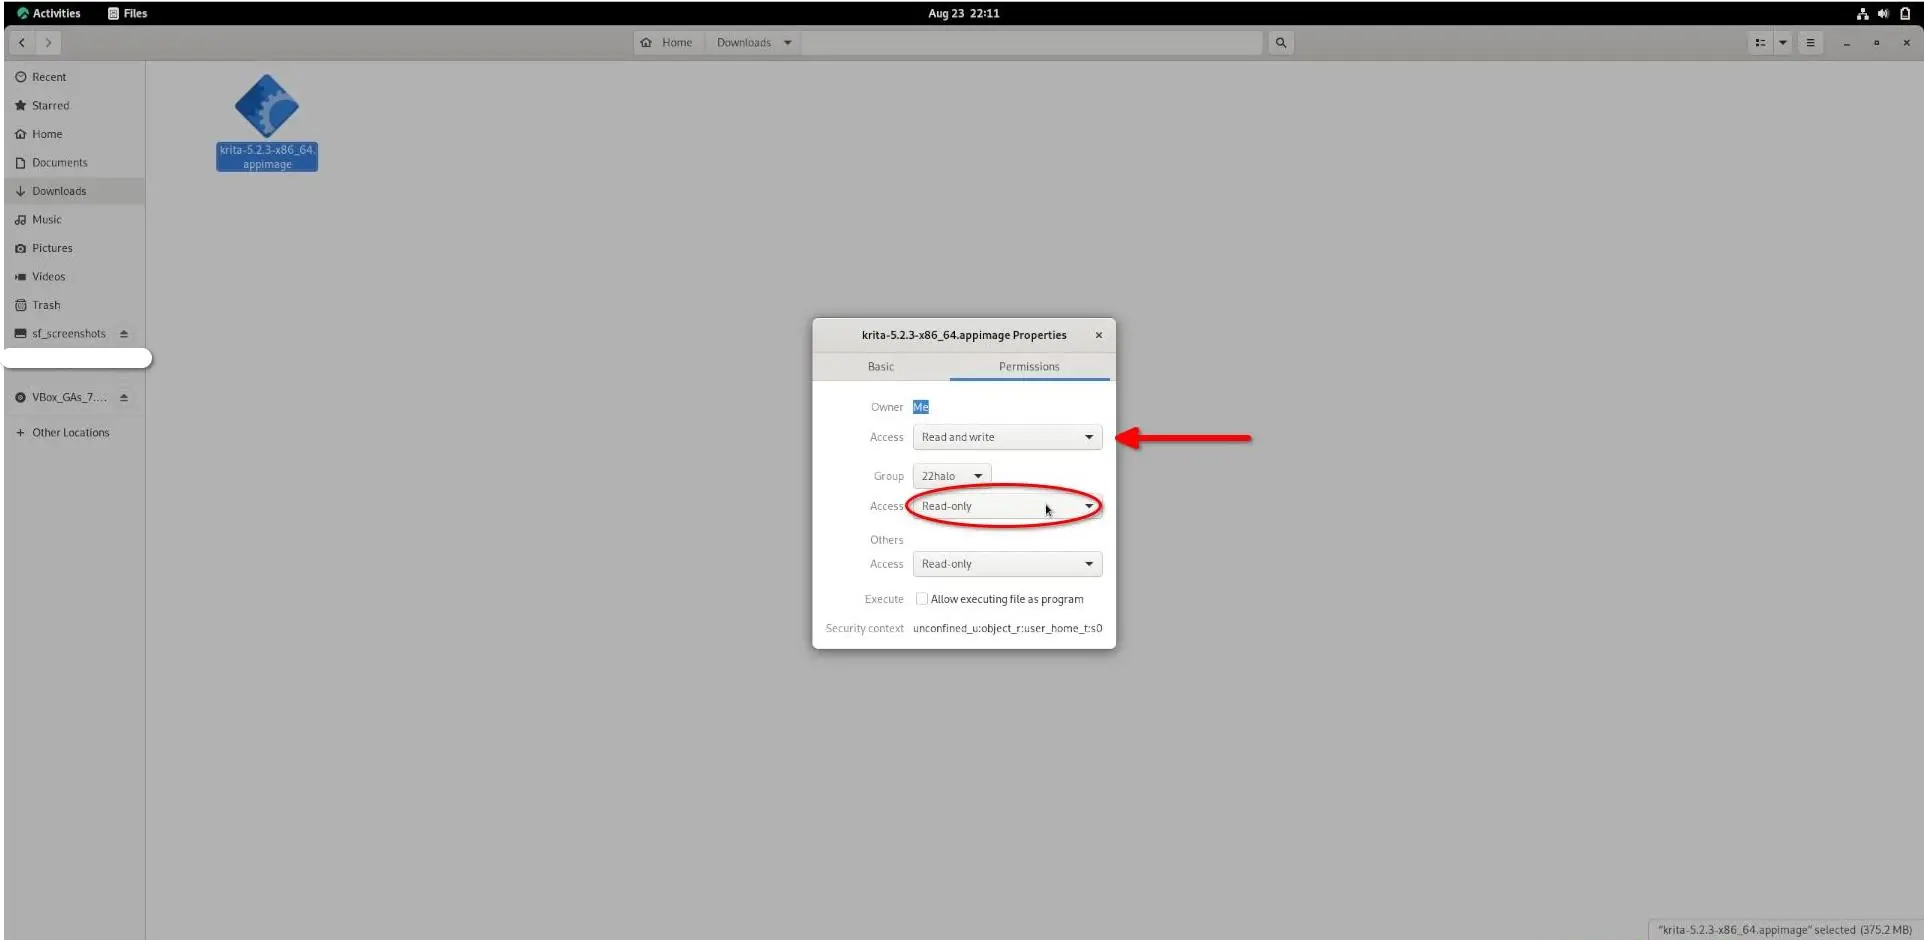 Activities Files Aug 23 22:11
Home Downloads
Recent
Starred
Home
Documents
Downloads
Music
Pictures
Videos
Trash
sf_screenshots
VBox_GAs_7....
+ Other Locations
krita-5.2.3-x86_64.
appimage
krita-5.2.3-x86_64.appimage Properties
Basic Permissions
Owner Me
Access Read and write
Group 22halo
Access Read-only
Others
Access Read-only
Execute Allow executing file as program
Security context unconfined_u:object_r:user_home_t:s0
"krita-5.2.3-x86_64.appimage" selected (375.2 MB)